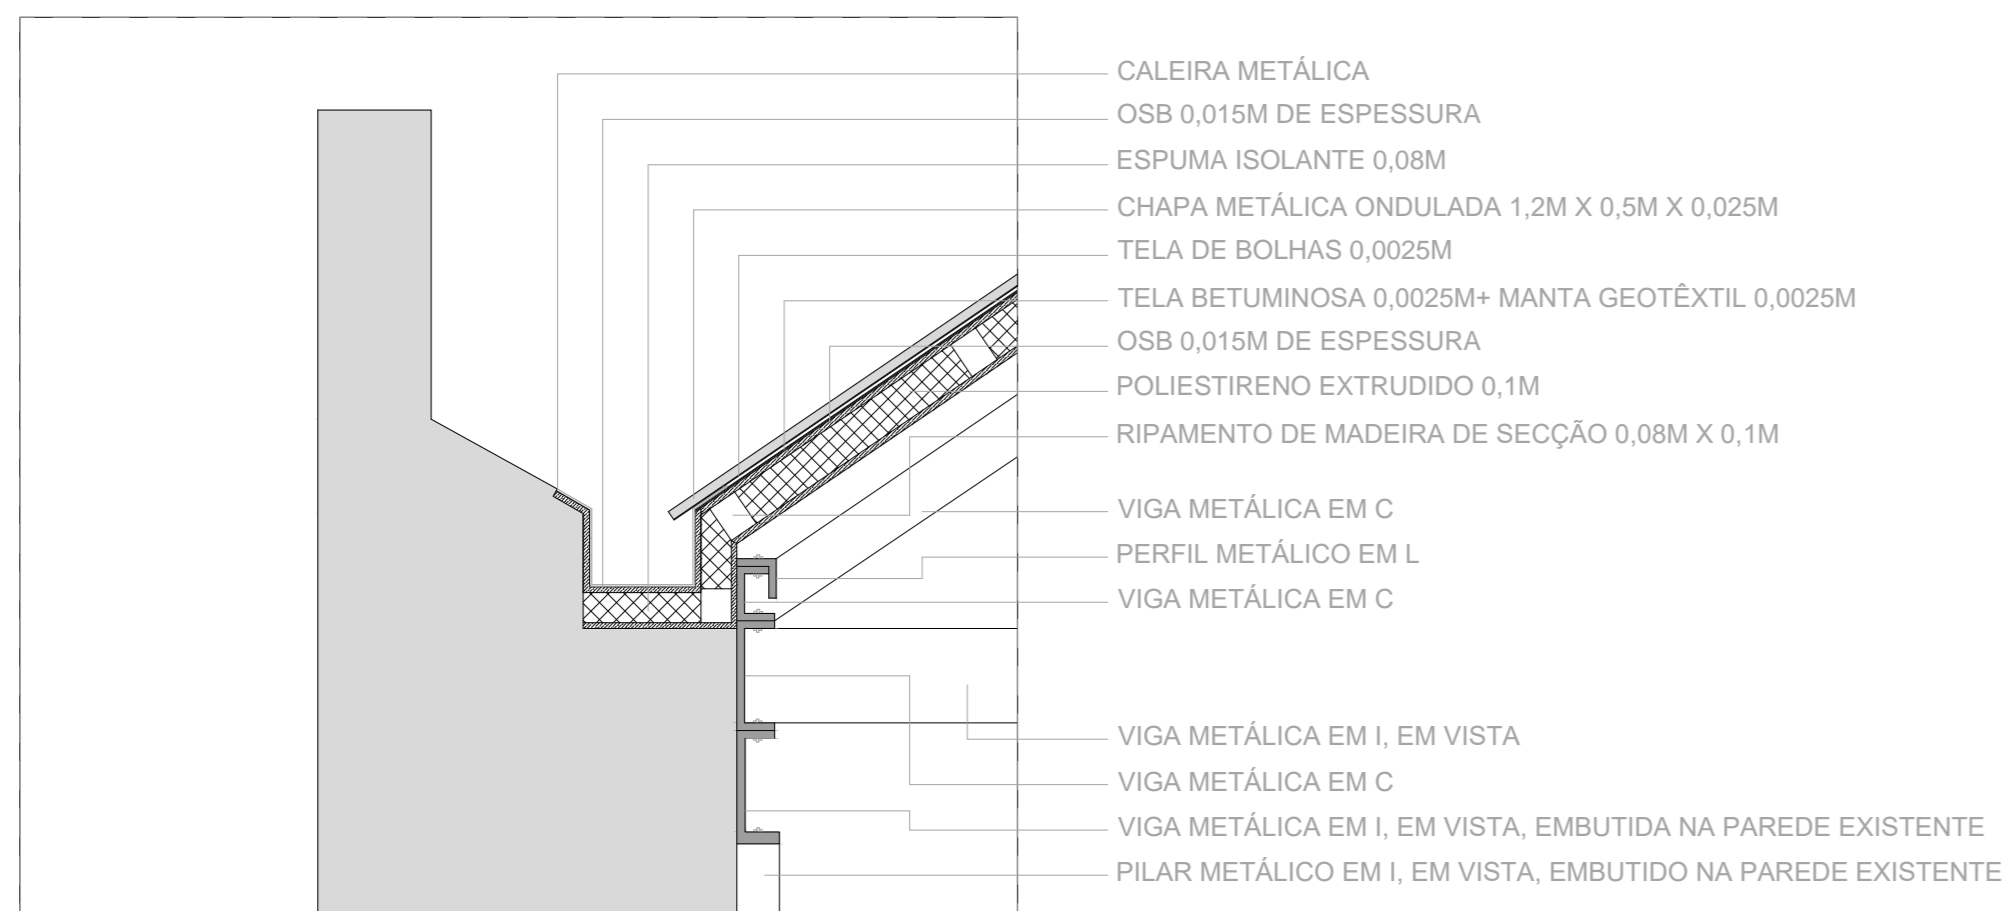 CALEIRA METÁLICA
OSB 0,015M DE ESPESSURA
ESPUMA ISOLANTE 0,08M
CHAPA METÁLICA ONDULADA 1,2M X 0,5M X 0,025M
TELA DE BOLHAS 0,0025M
TELA BETUMINOSA 0,0025M+ MANTA GEOTÊXTIL 0,0025M
OSB 0,015M DE ESPESSURA
POLIESTIRENO EXTRUDIDO 0,1M
RIPAMENTO DE MADEIRA DE SECÇÃO 0,08M X 0,1M
VIGA METÁLICA EM C
PERFIL METÁLICO EM L
VIGA METÁLICA EM C
VIGA METÁLICA EM I, EM VISTA
VIGA METÁLICA EM C
VIGA METÁLICA EM I, EM VISTA, EMBUTIDA NA PAREDE EXISTENTE
PILAR METÁLICO EM I, EM VISTA, EMBUTIDO NA PAREDE EXISTENTE